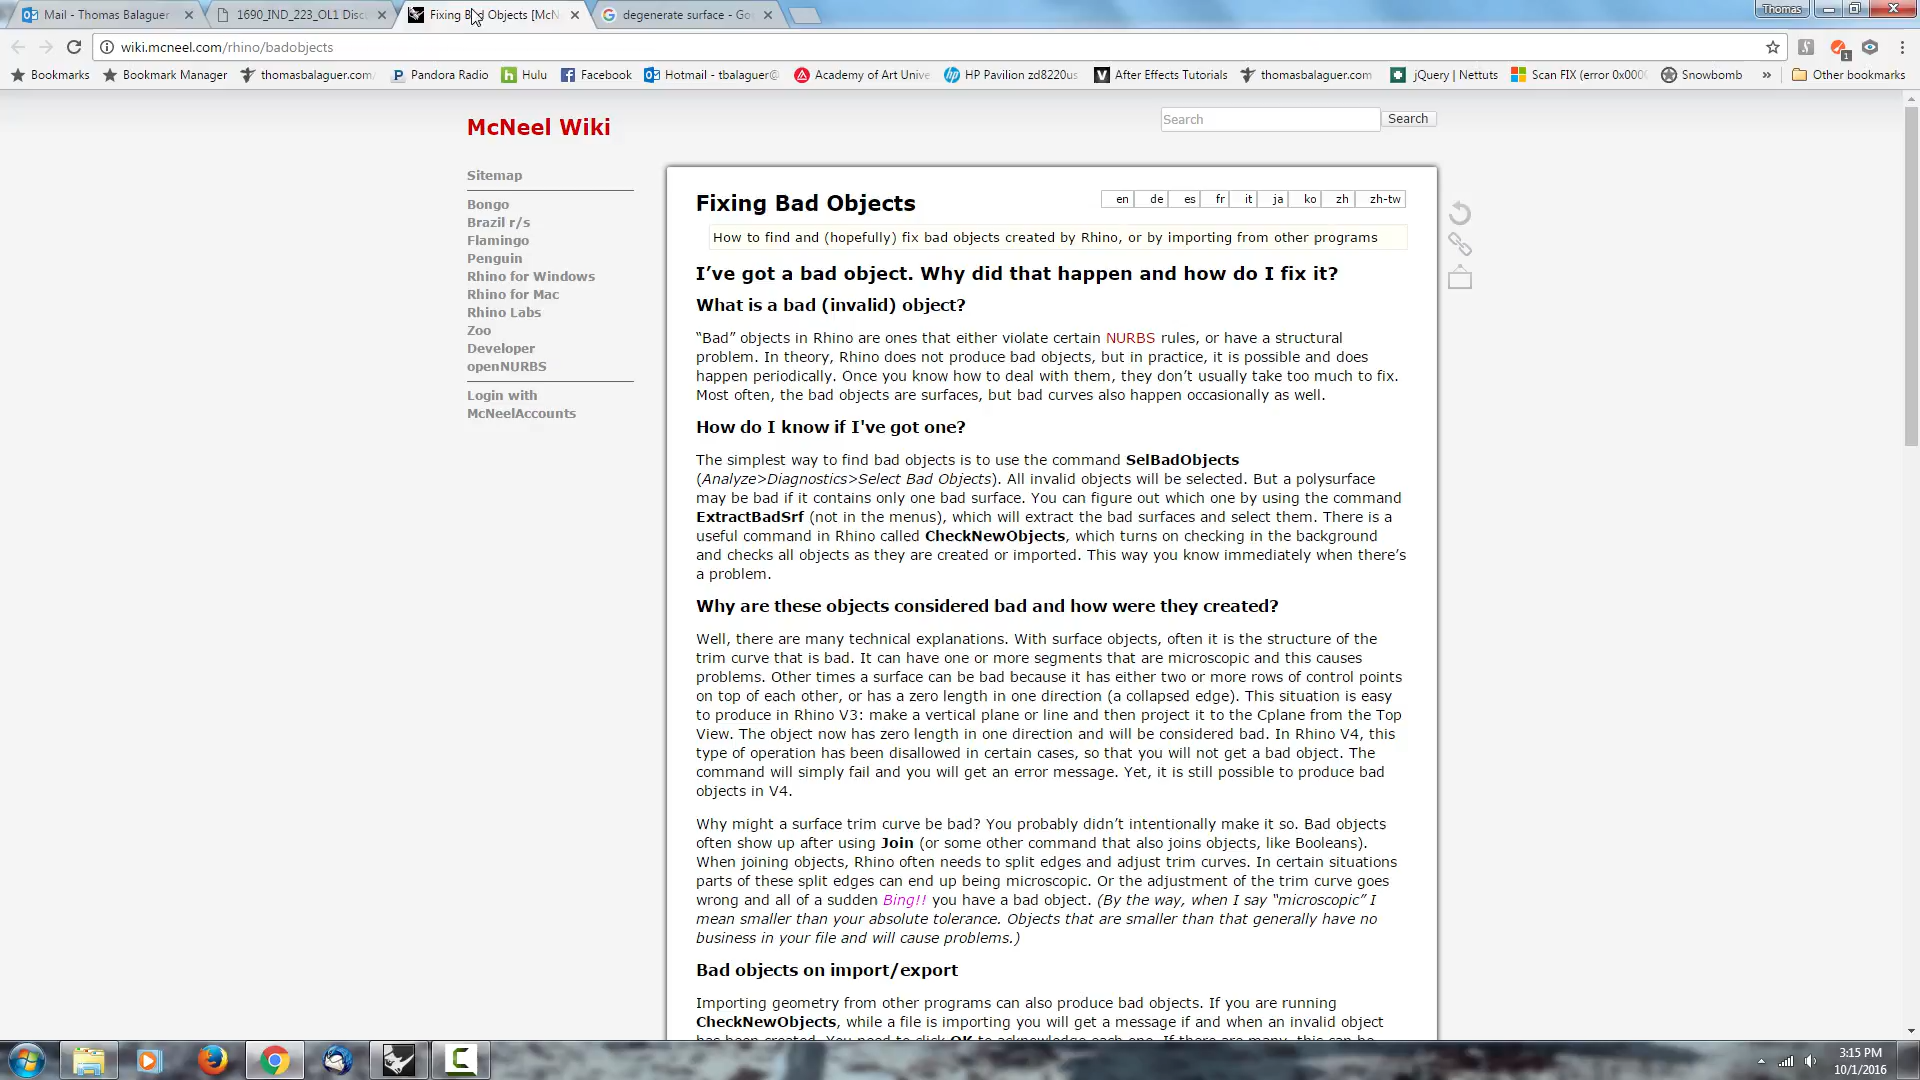 Mail - Thomas Balaguer
1690_IND_223_OL1 Disc
Fixing Bad Objects [McN
degenerate surface - Go
Thomas
wiki.mcneel.com/rhino/badobjects
Bookmarks
Bookmark Manager
thomasbalaguer.com/
Pandora Radio
Hulu
Facebook
Hotmail - tbalaguer@
Academy of Art Unive
HP Pavilion zd8220us
After Effects Tutorials
thomasbalaguer.com
jQuery | Nettuts
Scan FIX (error 0x000
Snowbomb
»
Other bookmarks
McNeel Wiki
Search
Search
Sitemap
Bongo
Brazil r/s
Flamingo
Penguin
Rhino for Windows
Rhino for Mac
Rhino Labs
Zoo
Developer
openNURBS
Login with
McNeelAccounts
Fixing Bad Objects
en de es fr it ja ko zh zh-tw
How to find and (hopefully) fix bad objects created by Rhino, or by importing from other programs
I’ve got a bad object. Why did that happen and how do I fix it?
What is a bad (invalid) object?
“Bad” objects in Rhino are ones that either violate certain NURBS rules, or have a structural
problem. In theory, Rhino does not produce bad objects, but in practice, it is possible and does
happen periodically. Once you know how to deal with them, they don’t usually take too much to fix.
Most often, the bad objects are surfaces, but bad curves also happen occasionally as well.
How do I know if I've got one?
The simplest way to find bad objects is to use the command SelBadObjects
(Analyze>Diagnostics>Select Bad Objects). All invalid objects will be selected. But a polysurface
may be bad if it contains only one bad surface. You can figure out which one by using the command
ExtractBadSrf (not in the menus), which will extract the bad surfaces and select them. There is a
useful command in Rhino called CheckNewObjects, which turns on checking in the background
and checks all objects as they are created or imported. This way you know immediately when there’s
a problem.
Why are these objects considered bad and how were they created?
Well, there are many technical explanations. With surface objects, often it is the structure of the
trim curve that is bad. It can have one or more segments that are microscopic and this causes
problems. Other times a surface can be bad because it has either two or more rows of control points
on top of each other, or has a zero length in one direction (a collapsed edge). This situation is easy
to produce in Rhino V3: make a vertical plane or line and then project it to the Cplane from the Top
View. The object now has zero length in one direction and will be considered bad. In Rhino V4, this
type of operation has been disallowed in certain cases, so that you will not get a bad object. The
command will simply fail and you will get an error message. Yet, it is still possible to produce bad
objects in V4.
Why might a surface trim curve be bad? You probably didn’t intentionally make it so. Bad objects
often show up after using Join (or some other command that also joins objects, like Booleans).
When joining objects, Rhino often needs to split edges and adjust trim curves. In certain situations
parts of these split edges can end up being microscopic. Or the adjustment of the trim curve goes
wrong and all of a sudden Bing!! you have a bad object. (By the way, when I say “microscopic” I
mean smaller than your absolute tolerance. Objects that are smaller than that generally have no
business in your file and will cause problems.)
Bad objects on import/export
Importing geometry from other programs can also produce bad objects. If you are running
CheckNewObjects, while a file is importing you will get a message if and when an invalid object
has been created. You need to click OK to acknowledge each one. If there are many, this can be
3:15 PM
10/1/2016